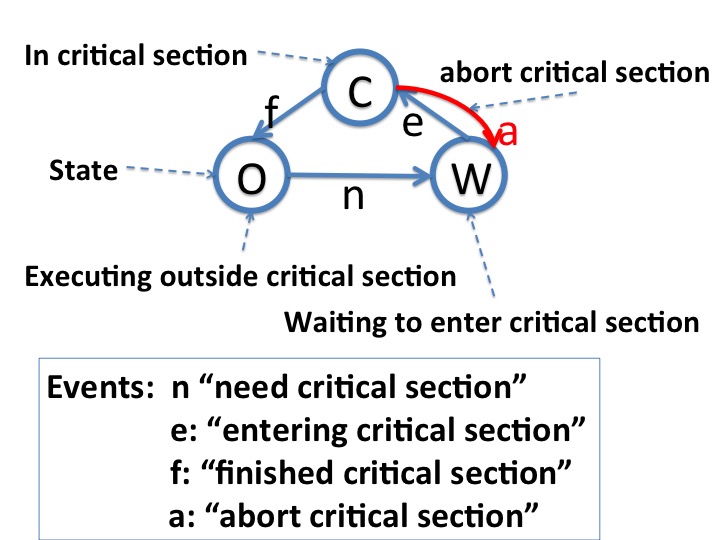 In critical section
abort critical section
C
f
e
a
State
O
W
n
Executing outside critical section
Waiting to enter critical section
Events: n “need critical section”
e: “entering critical section”
f: “finished critical section”
a: “abort critical section”